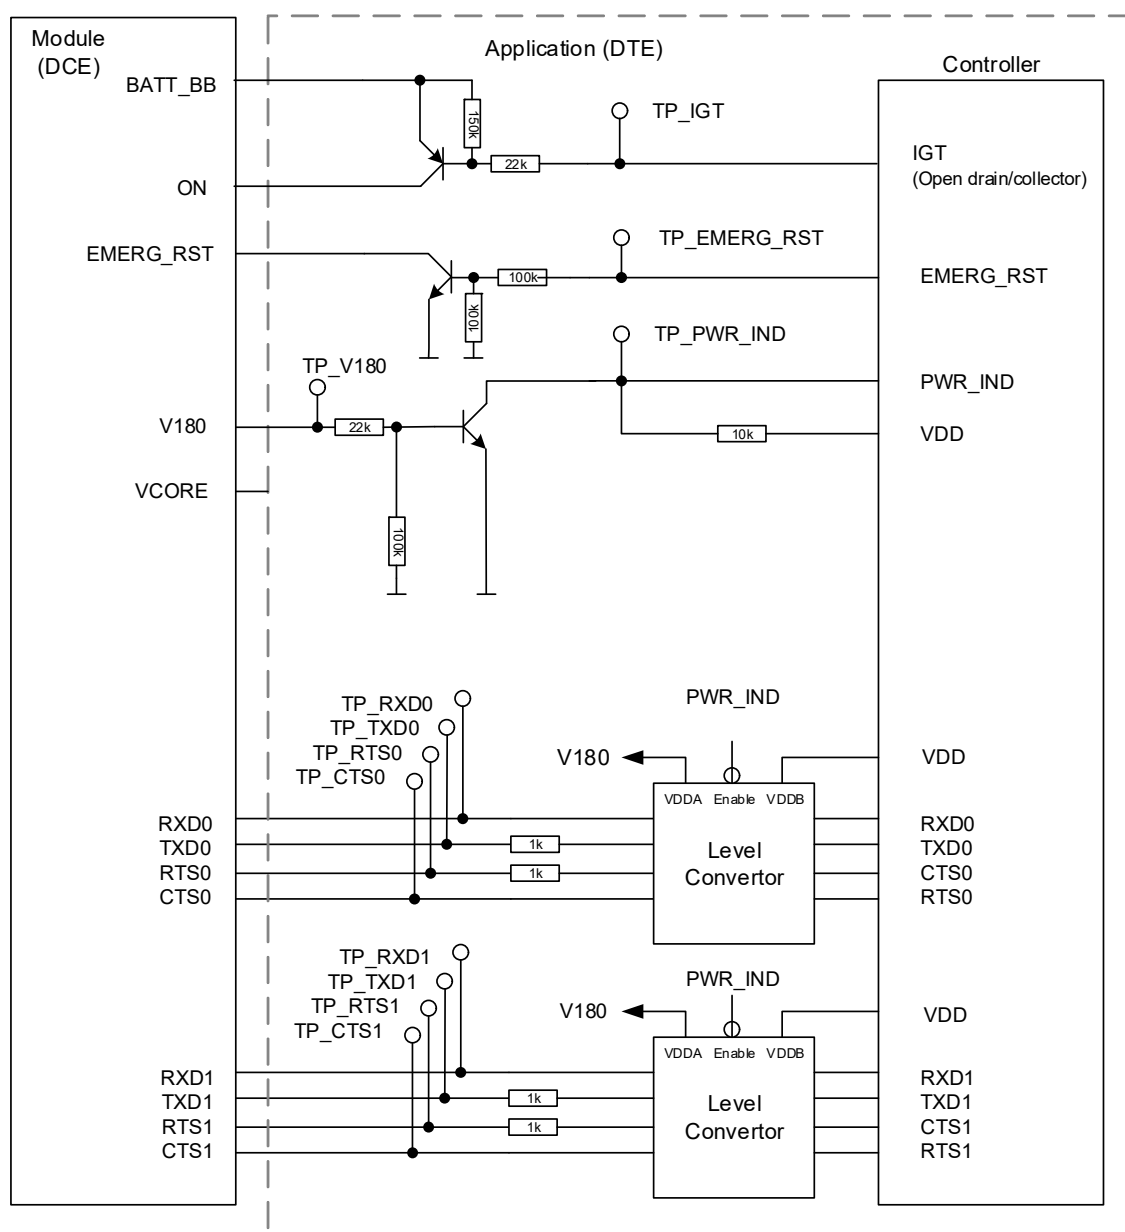 Module
(DCE)
Application (DTE)
Controller
BATT_BB
150k
TP_IGT
22k
IGT
(Open drain/collector)
ON
EMERG_RST
TP_EMERG_RST
100k
EMERG_RST
100k
TP_PWR_IND
TP_V180
PWR_IND
V180
22k
10k
VDD
VCORE
100k
TP_RXD0
TP_TXD0
TP_RTS0
TP_CTS0
PWR_IND
V180
VDD
VDDA Enable VDDB
RXD0
TXD0
RTS0
CTS0
1k
1k
Level
Convertor
RXD0
TXD0
CTS0
RTS0
TP_RXD1
TP_TXD1
TP_RTS1
TP_CTS1
PWR_IND
V180
VDD
VDDA Enable VDDB
RXD1
TXD1
RTS1
CTS1
1k
1k
Level
Convertor
RXD1
TXD1
CTS1
RTS1